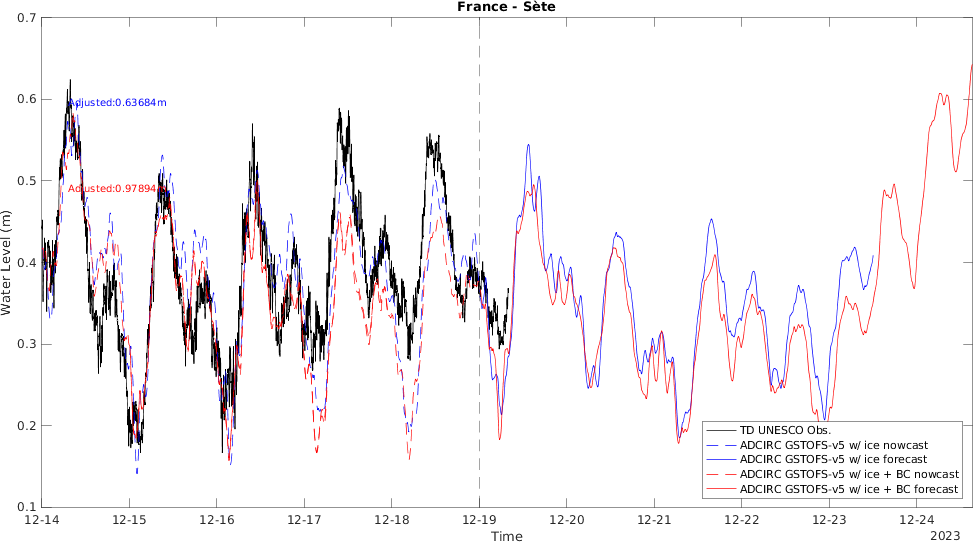 France - Sète
Water Level (m)
0.7
0.6
0.5
0.4
0.3
0.2
0.1
Adjusted:0.63684m
Adjusted:0.97894m
TD UNESCO Obs.
ADCIRC GSTOFS-v5 w/ ice nowcast
ADCIRC GSTOFS-v5 w/ ice forecast
ADCIRC GSTOFS-v5 w/ ice + BC nowcast
ADCIRC GSTOFS-v5 w/ ice + BC forecast
12-14 12-15 12-16 12-17 12-18 12-19 12-20 12-21 12-22 12-23 12-24
Time
2023